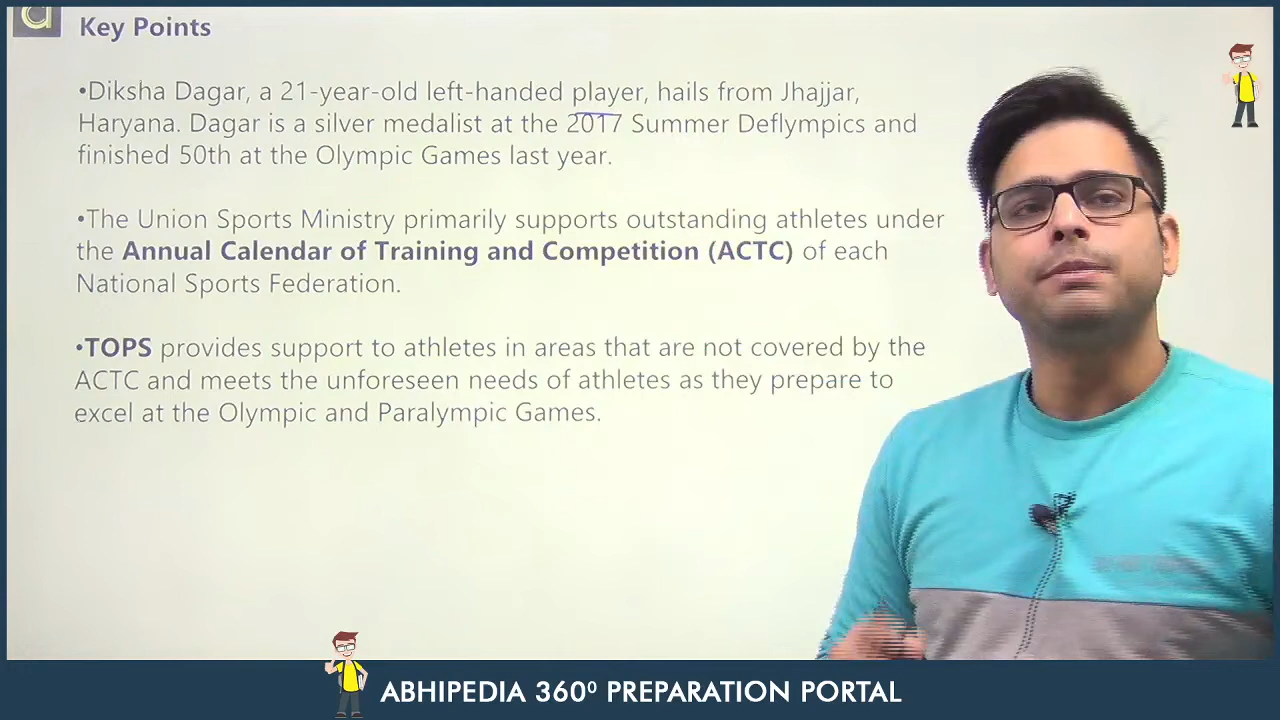 a
Key Points
•Diksha Dagar, a 21-year-old left-handed player, hails from Jhajjar,
Haryana. Dagar is a silver medalist at the 2017 Summer Deflympics and
finished 50th at the Olympic Games last year.
•The Union Sports Ministry primarily supports outstanding athletes under
the Annual Calendar of Training and Competition (ACTC) of each
National Sports Federation.
•TOPS provides support to athletes in areas that are not covered by the
ACTC and meets the unforeseen needs of athletes as they prepare to
excel at the Olympic and Paralympic Games.
ABHIPEDIA 360⁰ PREPARATION PORTAL